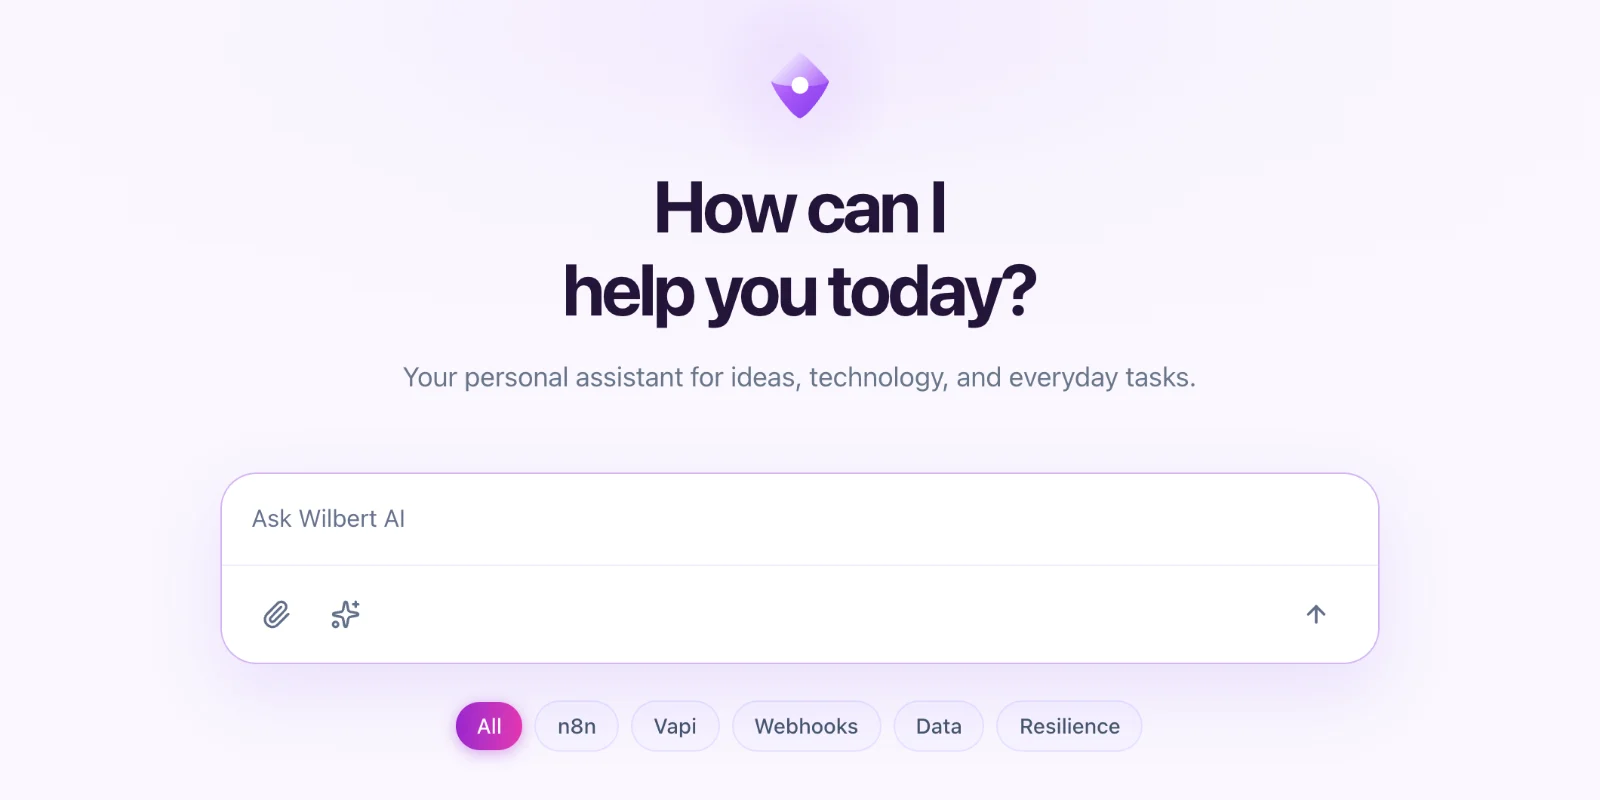 How can I
help you today?
Your personal assistant for ideas, technology, and everyday tasks.
Ask Wilbert AI
All n8n Vapi Webhooks Data Resilience